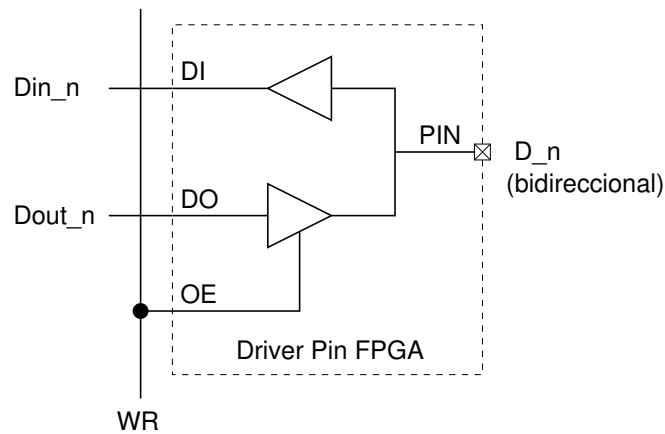 Din_n
DI
PIN
D_n
(bidireccional)
Dout_n
DO
OE
Driver Pin FPGA
WR